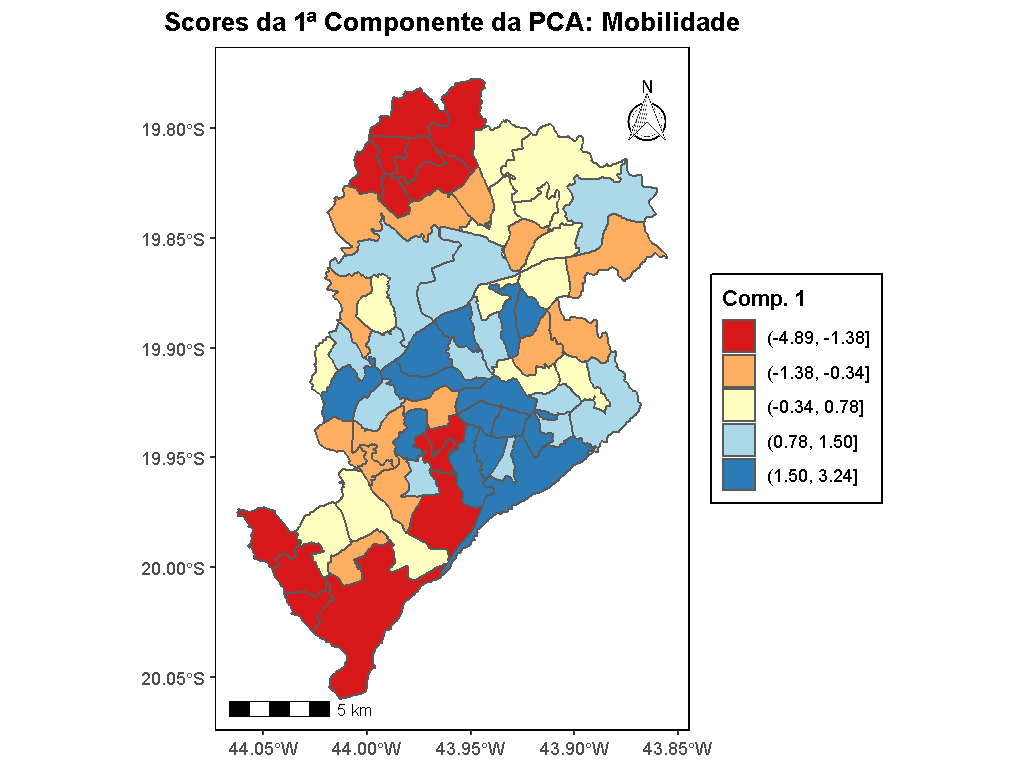 Scores da 1ª Componente da PCA: Mobilidade
N
19.80°S
19.85°S
19.90°S
19.95°S
20.00°S
20.05°S
5 km
44.05°W 44.00°W 43.95°W 43.90°W 43.85°W
Comp. 1
(-4.89, -1.38]
(-1.38, -0.34]
(-0.34, 0.78]
(0.78, 1.50]
(1.50, 3.24]